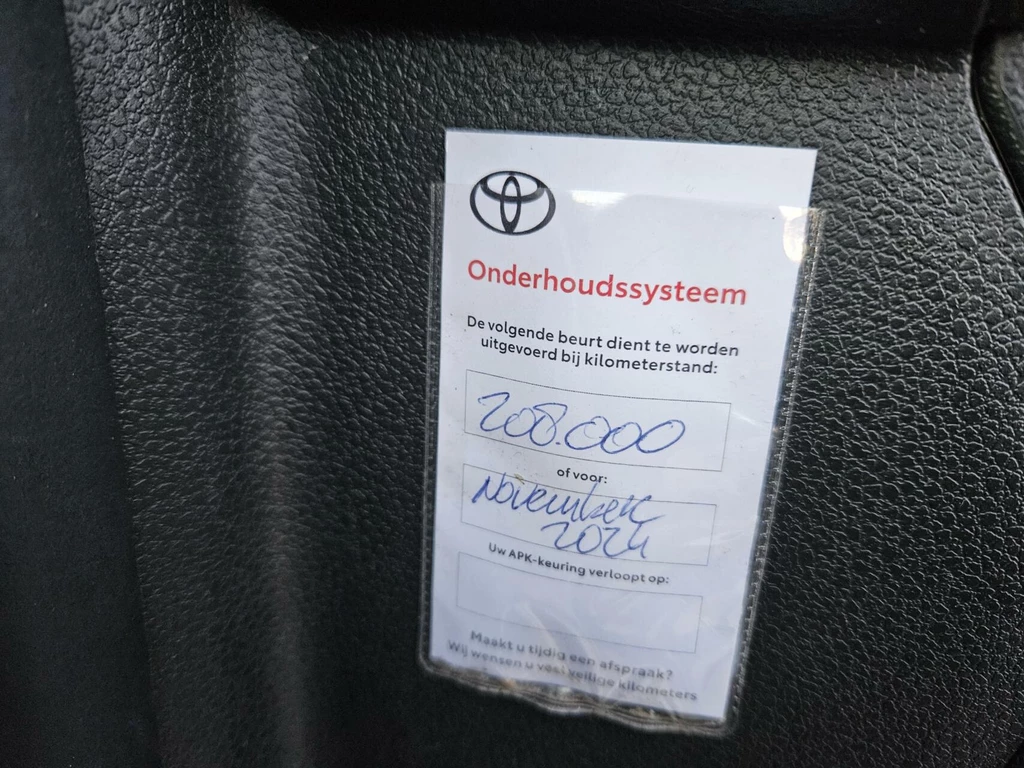 Onderhoudssysteem
De volgende beurt dient te worden
uitgevoerd bij kilometerstand:
208.000
of voor:
November
2024
Uw APK-keuring verloopt op:
Maakt u tijdig een afspraak?
Wij wensen u veel veilige kilometers